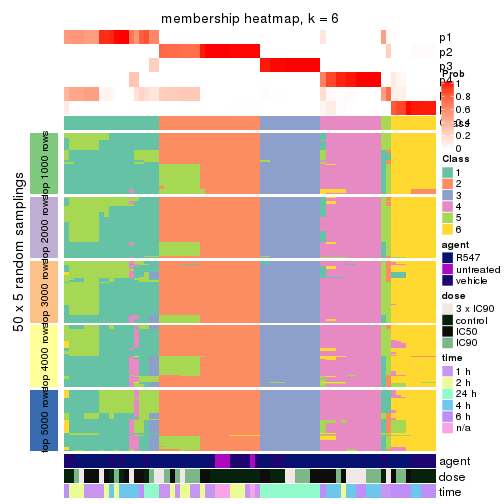 membership heatmap, k = 6
p1
p2
p3
p4
Prob
1
0.8
0.6
0.4
0.2
0
Class
1
2
3
4
5
6
agent
R547
untreated
vehicle
dose
3 x IC90
control
IC50
IC90
time
1 h
2 h
24 h
4 h
6 h
n/a
50 x 5 random samplings
top 1000 rows
top 2000 rows
top 3000 rows
top 4000 rows
top 5000 rows
agent
dose
time